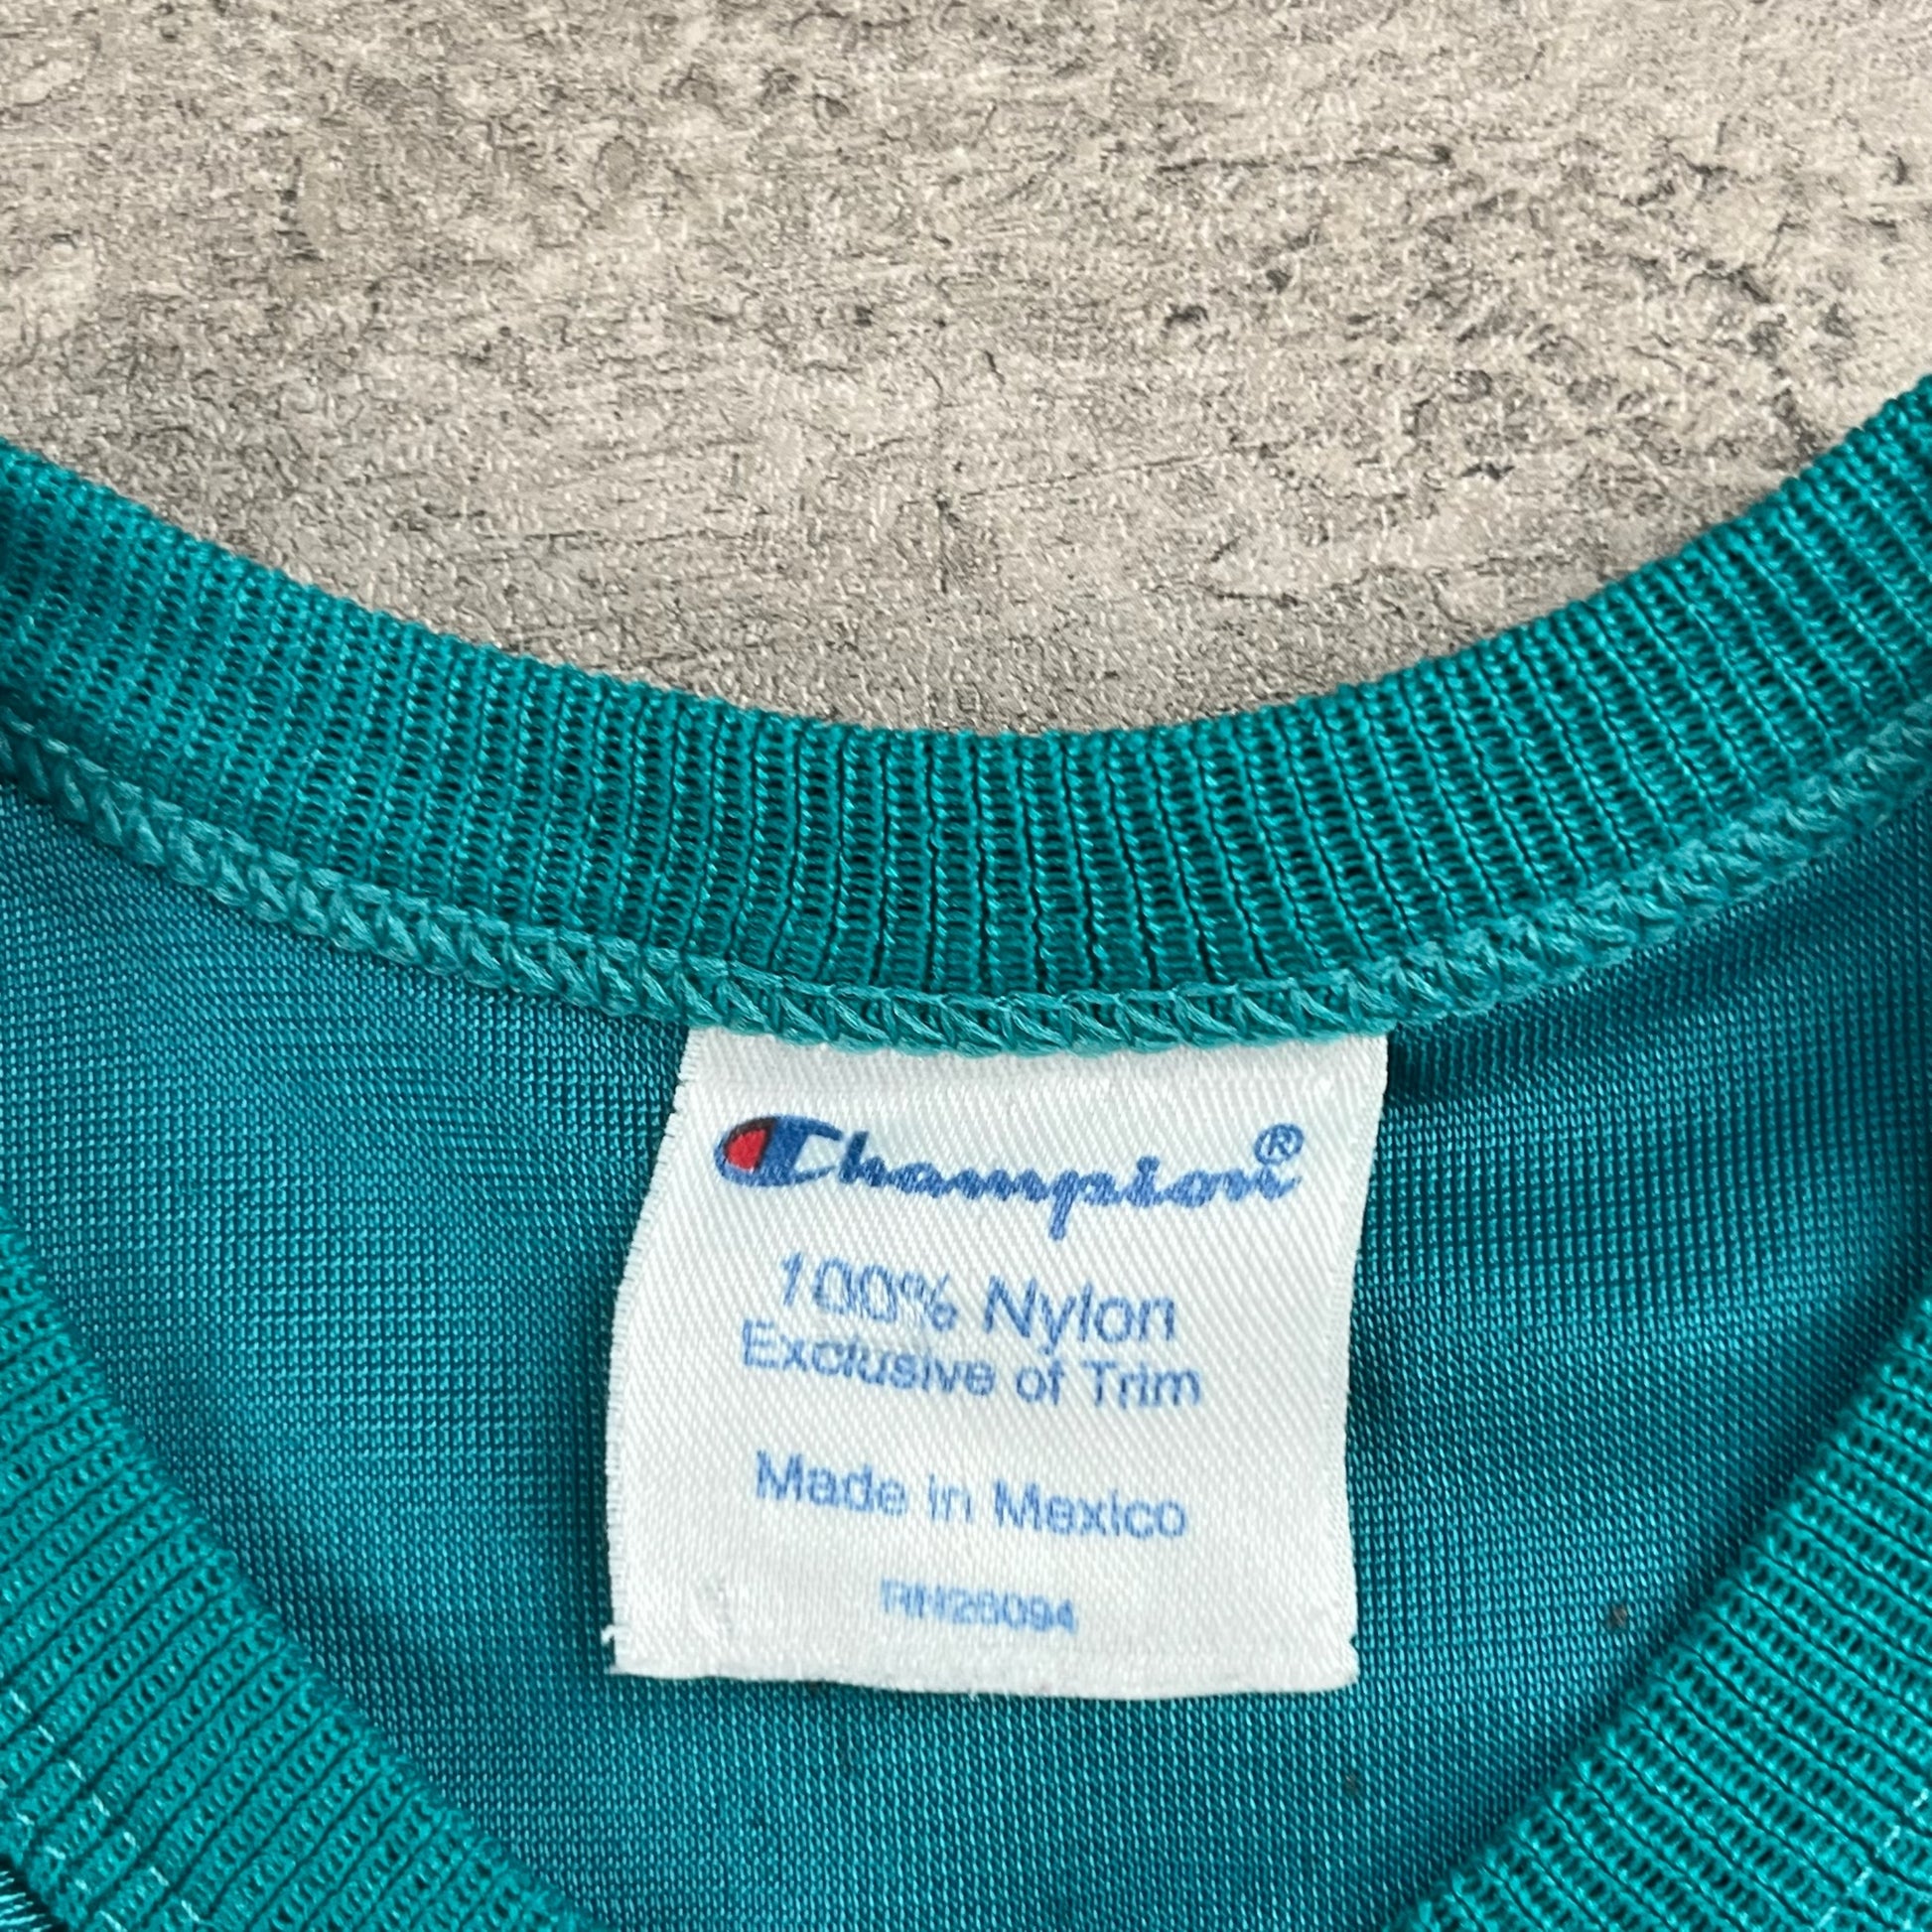 Champion®
100% Nylon
Exclusive of Trim
Made in Mexico
RN26094